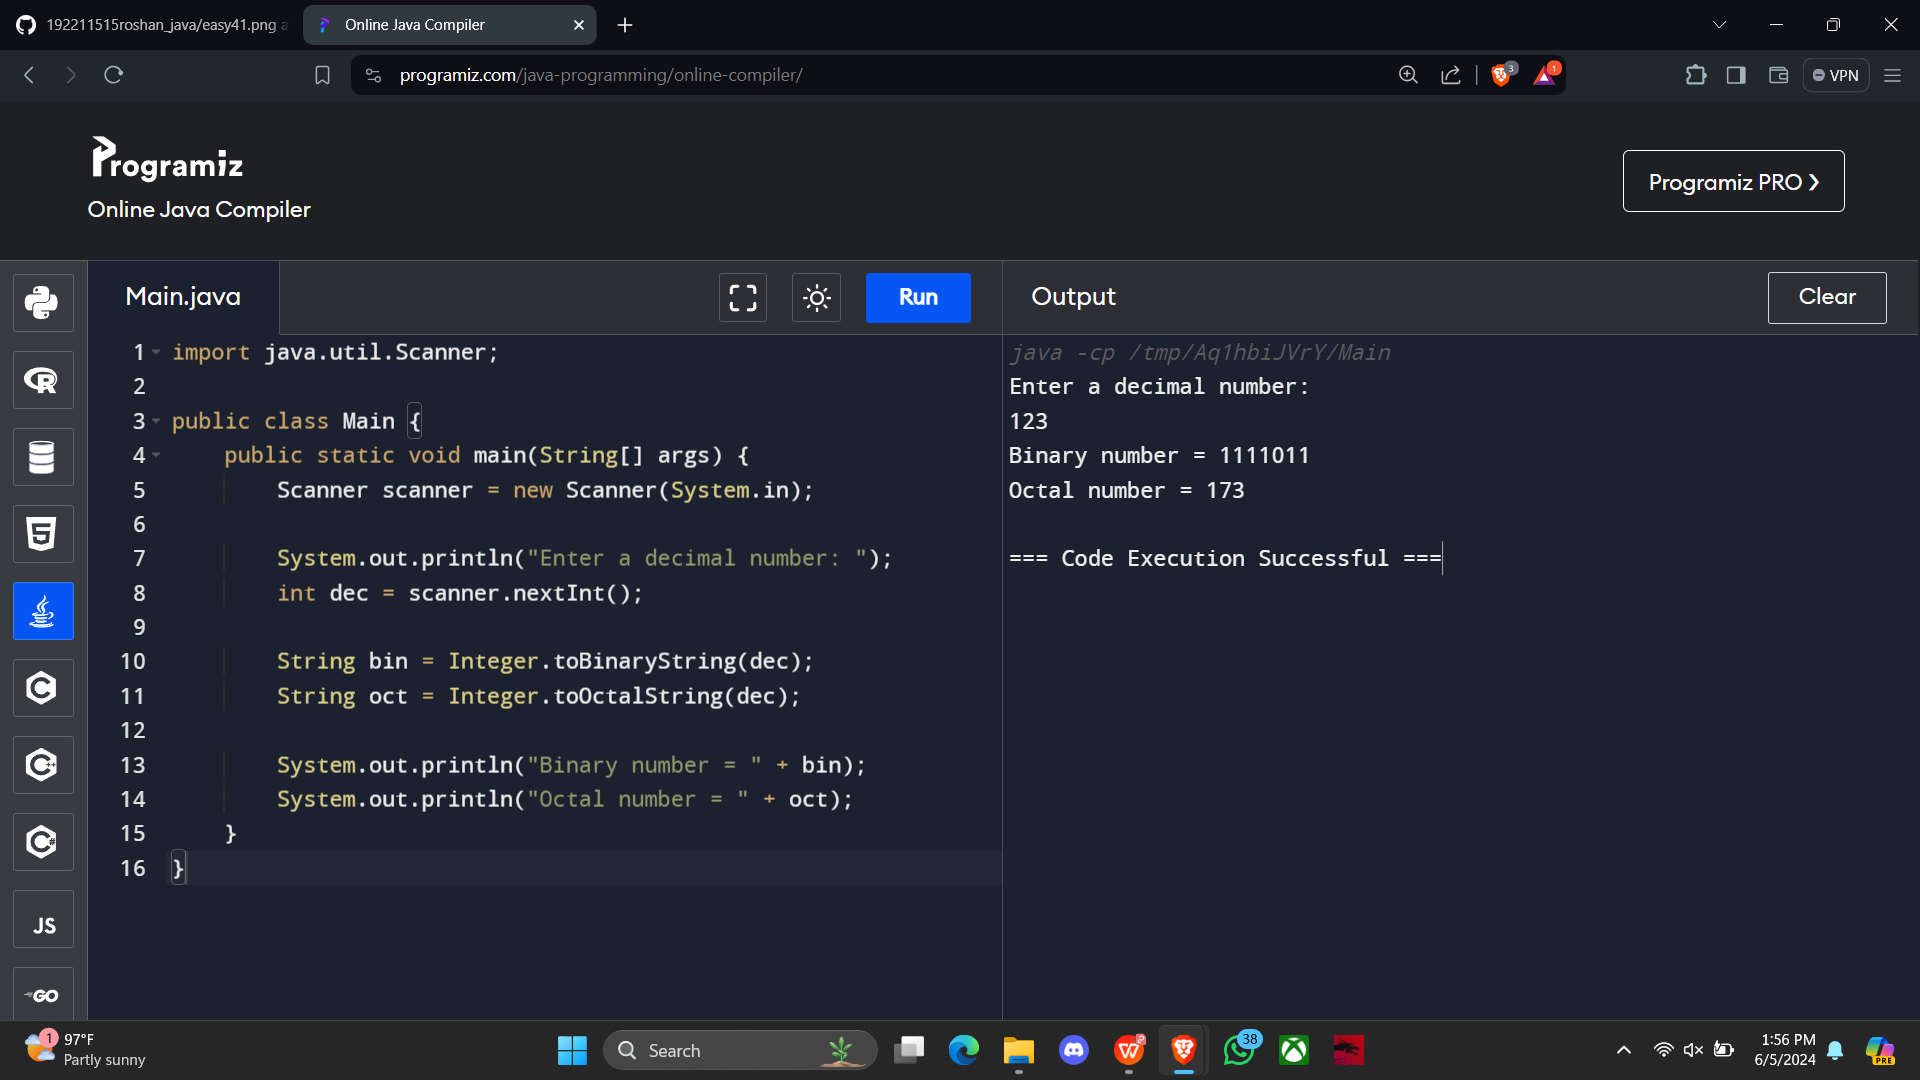 192211515roshan_java/easy41.png a
Online Java Compiler
programiz.com/java-programming/online-compiler/
3
1
VPN
Programiz
Online Java Compiler
Programiz PRO ❯
Main.java
Run
Output
Clear
1 import java.util.Scanner;
2
3 public class Main {
4 public static void main(String[] args) {
5 Scanner scanner = new Scanner(System.in);
6
7 System.out.println("Enter a decimal number: ");
8 int dec = scanner.nextInt();
9
10 String bin = Integer.toBinaryString(dec);
11 String oct = Integer.toOctalString(dec);
12
13 System.out.println("Binary number = " + bin);
14 System.out.println("Octal number = " + oct);
15 }
16 }
java -cp /tmp/Aq1hbiJVrY/Main
Enter a decimal number:
123
Binary number = 1111011
Octal number = 173
=== Code Execution Successful ===
R
5
C
C++
C#
JS
GO
1
97°F
Partly sunny
Search
W
38
1:56 PM
6/5/2024
PRE